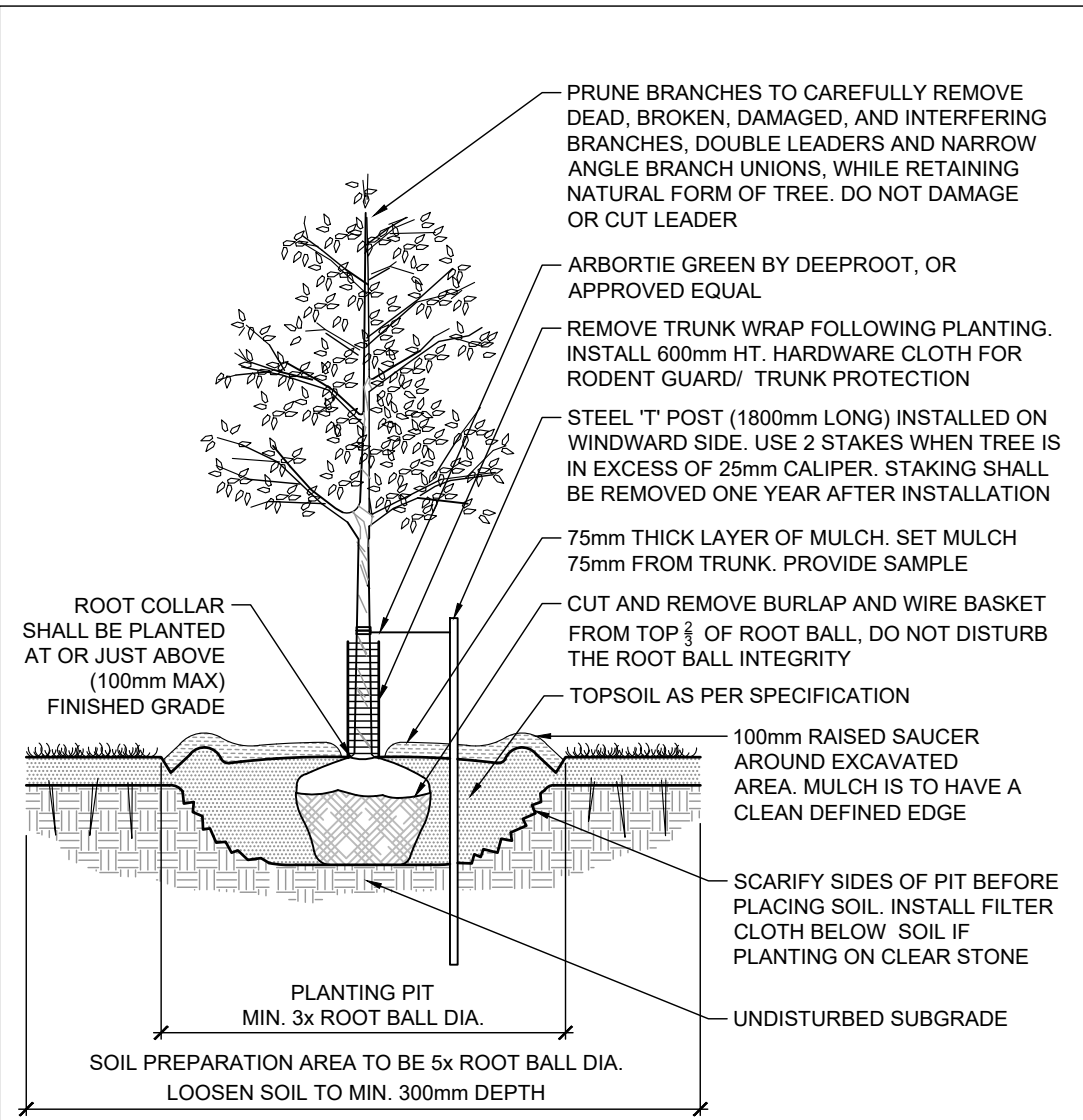 PRUNE BRANCHES TO CAREFULLY REMOVE
DEAD, BROKEN, DAMAGED, AND INTERFERING
BRANCHES, DOUBLE LEADERS AND NARROW
ANGLE BRANCH UNIONS, WHILE RETAINING
NATURAL FORM OF TREE. DO NOT DAMAGE
OR CUT LEADER
ARBORTIE GREEN BY DEEPROOT, OR
APPROVED EQUAL
REMOVE TRUNK WRAP FOLLOWING PLANTING.
INSTALL 600mm HT. HARDWARE CLOTH FOR
RODENT GUARD/ TRUNK PROTECTION
STEEL 'T' POST (1800mm LONG) INSTALLED ON
WINDWARD SIDE. USE 2 STAKES WHEN TREE IS
IN EXCESS OF 25mm CALIPER. STAKING SHALL
BE REMOVED ONE YEAR AFTER INSTALLATION
75mm THICK LAYER OF MULCH. SET MULCH
75mm FROM TRUNK. PROVIDE SAMPLE
ROOT COLLAR
SHALL BE PLANTED
AT OR JUST ABOVE
(100mm MAX)
FINISHED GRADE
CUT AND REMOVE BURLAP AND WIRE BASKET
FROM TOP 2/3 OF ROOT BALL, DO NOT DISTURB
THE ROOT BALL INTEGRITY
TOPSOIL AS PER SPECIFICATION
100mm RAISED SAUCER
AROUND EXCAVATED
AREA. MULCH IS TO HAVE A
CLEAN DEFINED EDGE
SCARIFY SIDES OF PIT BEFORE
PLACING SOIL. INSTALL FILTER
CLOTH BELOW SOIL IF
PLANTING ON CLEAR STONE
UNDISTURBED SUBGRADE
PLANTING PIT
MIN. 3x ROOT BALL DIA.
SOIL PREPARATION AREA TO BE 5x ROOT BALL DIA.
LOOSEN SOIL TO MIN. 300mm DEPTH